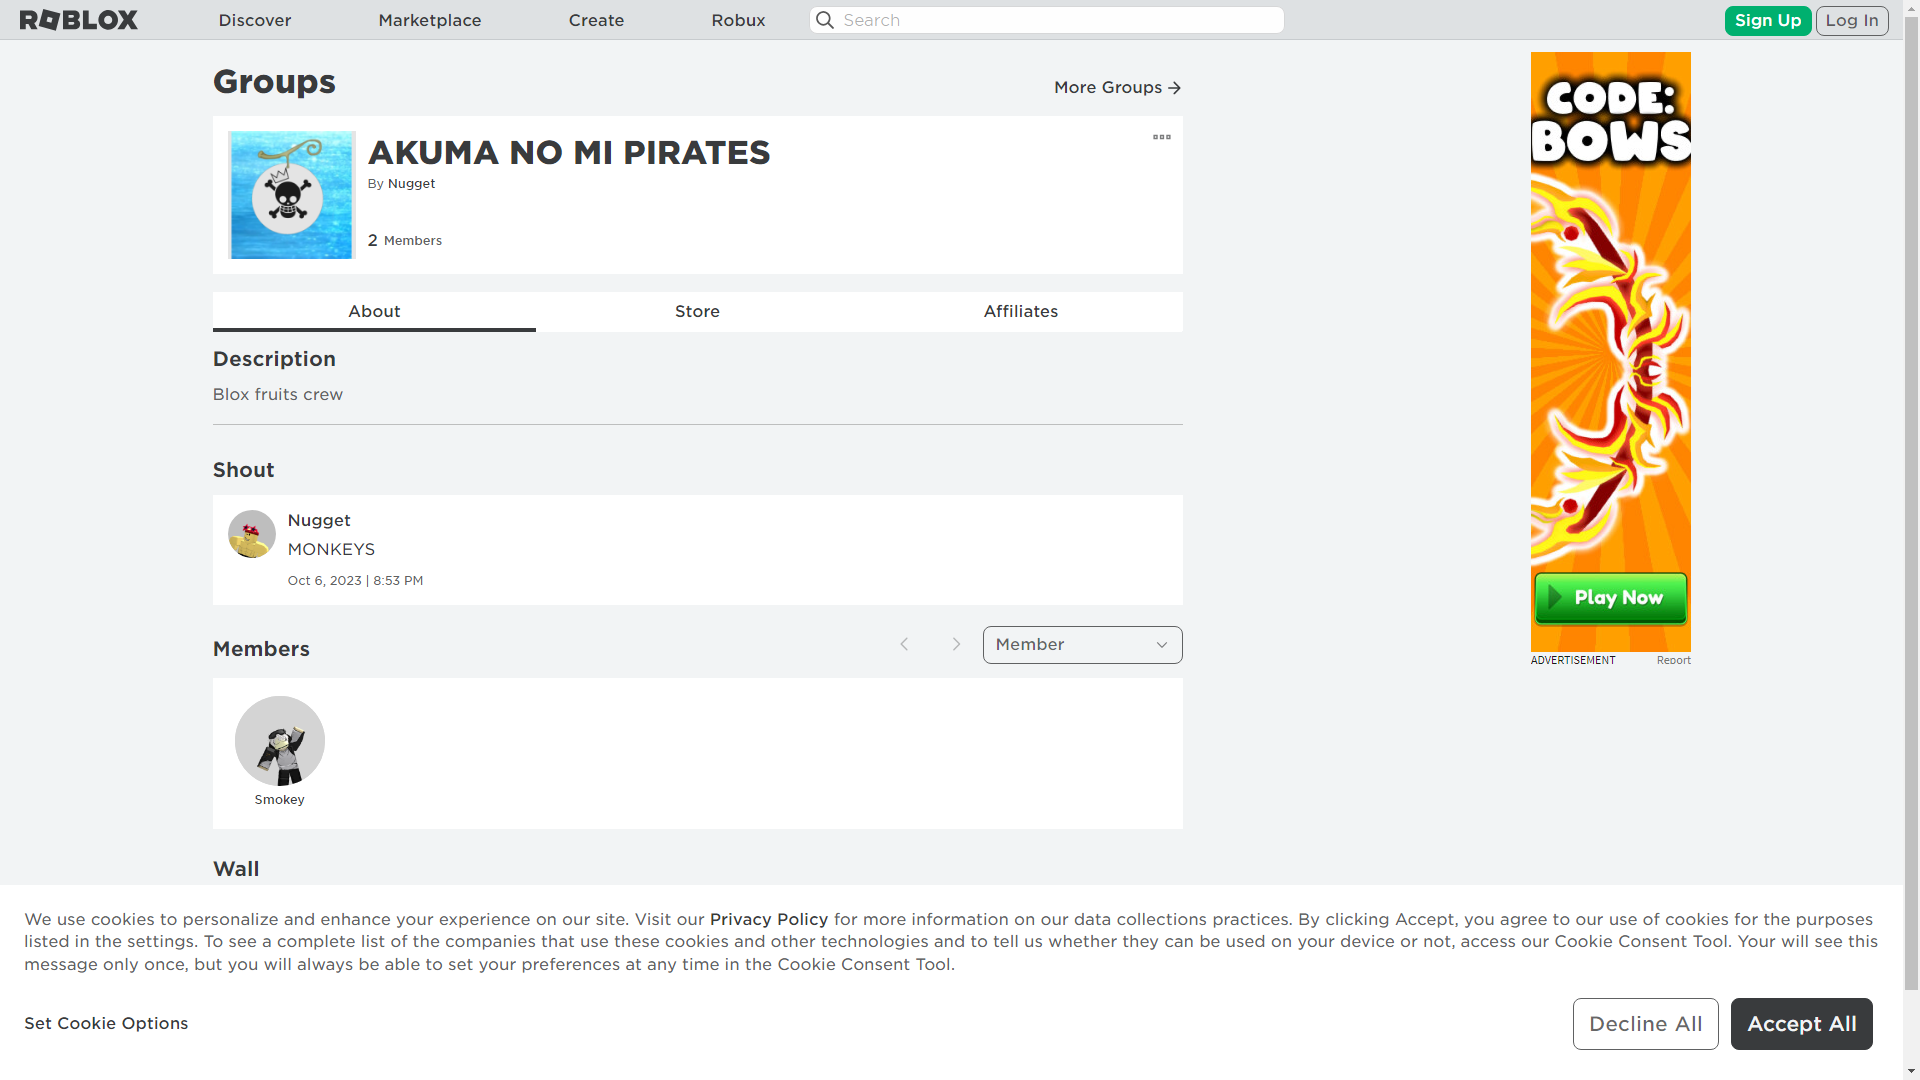 ROBLOX
Discover
Marketplace
Create
Robux
Search
Sign Up
Log In
Groups
More Groups
AKUMA NO MI PIRATES
By Nugget
2 Members
About
Store
Affiliates
Description
Blox fruits crew
Shout
Nugget
MONKEYS
Oct 6, 2023 | 8:53 PM
Members
Member
Smokey
Wall
CODE:
BOWS
Play Now
ADVERTISEMENT
Report
We use cookies to personalize and enhance your experience on our site. Visit our Privacy Policy for more information on our data collections practices. By clicking Accept, you agree to our use of cookies for the purposes
listed in the settings. To see a complete list of the companies that use these cookies and other technologies and to tell us whether they can be used on your device or not, access our Cookie Consent Tool. Your will see this
message only once, but you will always be able to set your preferences at any time in the Cookie Consent Tool.
Set Cookie Options
Decline All
Accept All